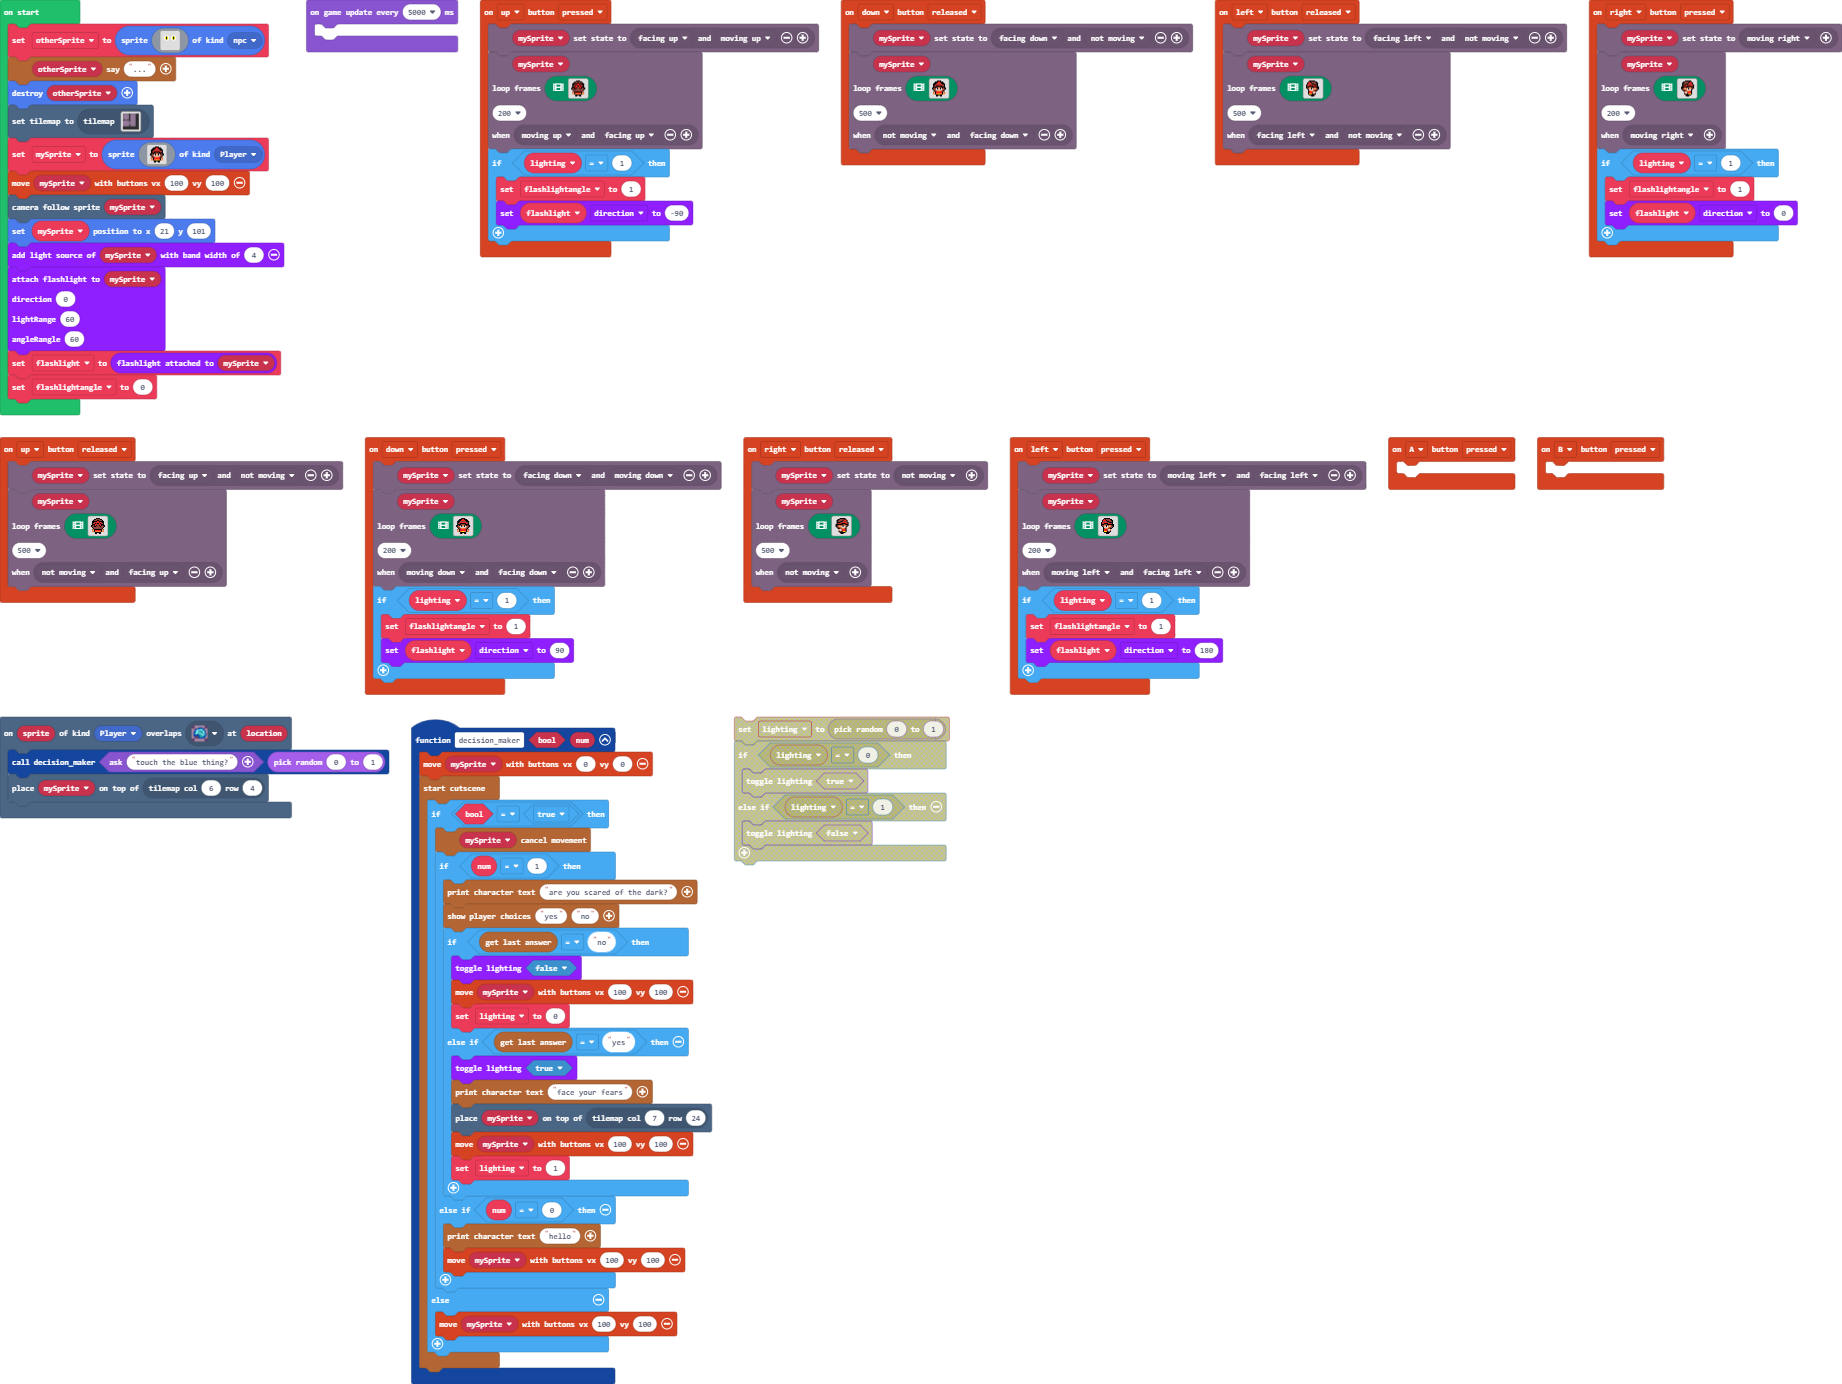 on start
set otherSprite to sprite of kind npc
otherSprite say "..."
destroy otherSprite
set tilemap to tilemap
set mySprite to sprite of kind Player
move mySprite with buttons vx 100 vy 100
camera follow sprite mySprite
set mySprite position to x 21 y 101
add light source of mySprite with band width of 4
attach flashlight to mySprite
direction 0
lightRange 60
angleRangle 60
set flashlight to flashlight attached to mySprite
set flashlightangle to 0
on game update every 5000 ms
on up button pressed
mySprite set state to facing up and moving up
mySprite
loop frames
200
when moving up and facing up
if lighting = 1 then
set flashlightangle to 1
set flashlight direction to -90
on down button released
mySprite set state to facing down and not moving
mySprite
loop frames
500
when not moving and facing down
on left button released
mySprite set state to facing left and not moving
mySprite
loop frames
500
when facing left and not moving
on right button pressed
mySprite set state to moving right
mySprite
loop frames
200
when moving right
if lighting = 1 then
set flashlightangle to 1
set flashlight direction to 0
on up button released
mySprite set state to facing up and not moving
mySprite
loop frames
500
when not moving and facing up
on down button pressed
mySprite set state to facing down and moving down
mySprite
loop frames
200
when moving down and facing down
if lighting = 1 then
set flashlightangle to 1
set flashlight direction to 90
on right button released
mySprite set state to not moving
mySprite
loop frames
500
when not moving
on left button pressed
mySprite set state to moving left and facing left
mySprite
loop frames
200
when moving left and facing left
if lighting = 1 then
set flashlightangle to 1
set flashlight direction to 180
on A button pressed
on B button pressed
on sprite of kind Player overlaps at location
call decision_maker ask "touch the blue thing?" pick random 0 to 1
place mySprite on top of tilemap col 6 row 4
function decision_maker bool num
move mySprite with buttons vx 0 vy 0
start cutscene
if bool = true then
mySprite cancel movement
if num = 1 then
print character text "are you scared of the dark?"
show player choices "yes" "no"
if get last answer = "no" then
toggle lighting false
move mySprite with buttons vx 100 vy 100
set lighting to 0
else if get last answer = "yes" then
toggle lighting true
print character text "face your fears"
place mySprite on top of tilemap col 7 row 24
move mySprite with buttons vx 100 vy 100
set lighting to 1
else if num = 0 then
print character text "hello"
move mySprite with buttons vx 100 vy 100
else
move mySprite with buttons vx 100 vy 100
set lighting to pick random 0 to 1
if lighting = 0 then
toggle lighting true
else if lighting = 1 then
toggle lighting false